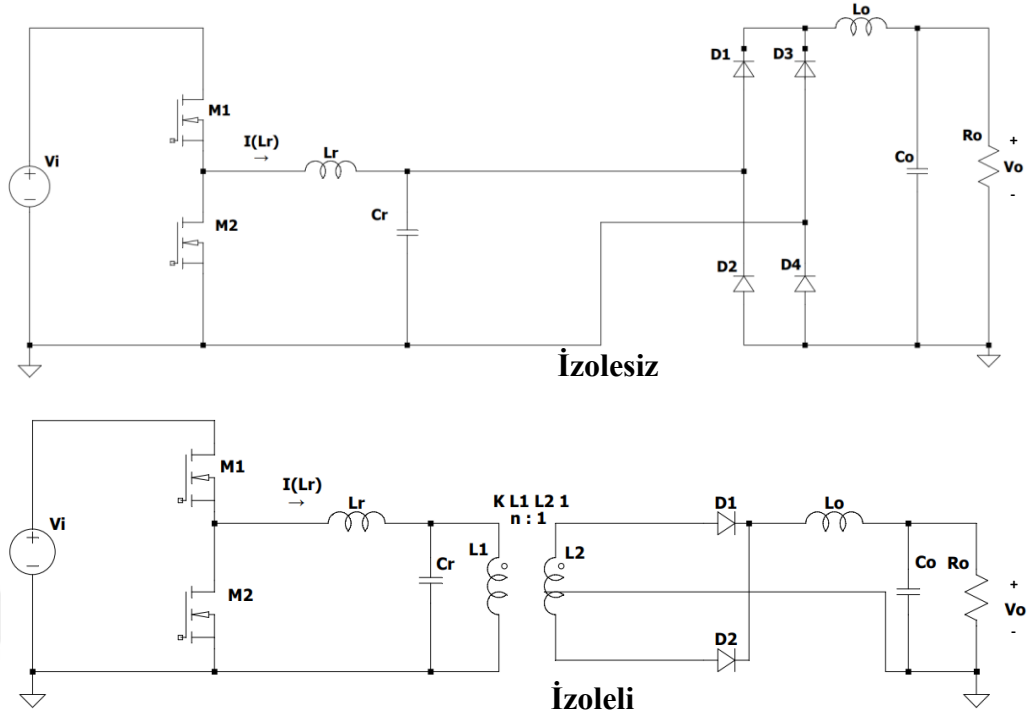 Lo
D1
D3
M1
I(Lr)
→
Lr
Vi
+
−
Cr
Co
Ro
+
Vo
-
M2
D2
D4
İzolesiz
M1
I(Lr)
→
Lr
K L1 L2 1
n : 1
D1
Lo
Vi
+
−
Cr
L1
L2
Co
Ro
+
Vo
-
M2
D2
İzoleli